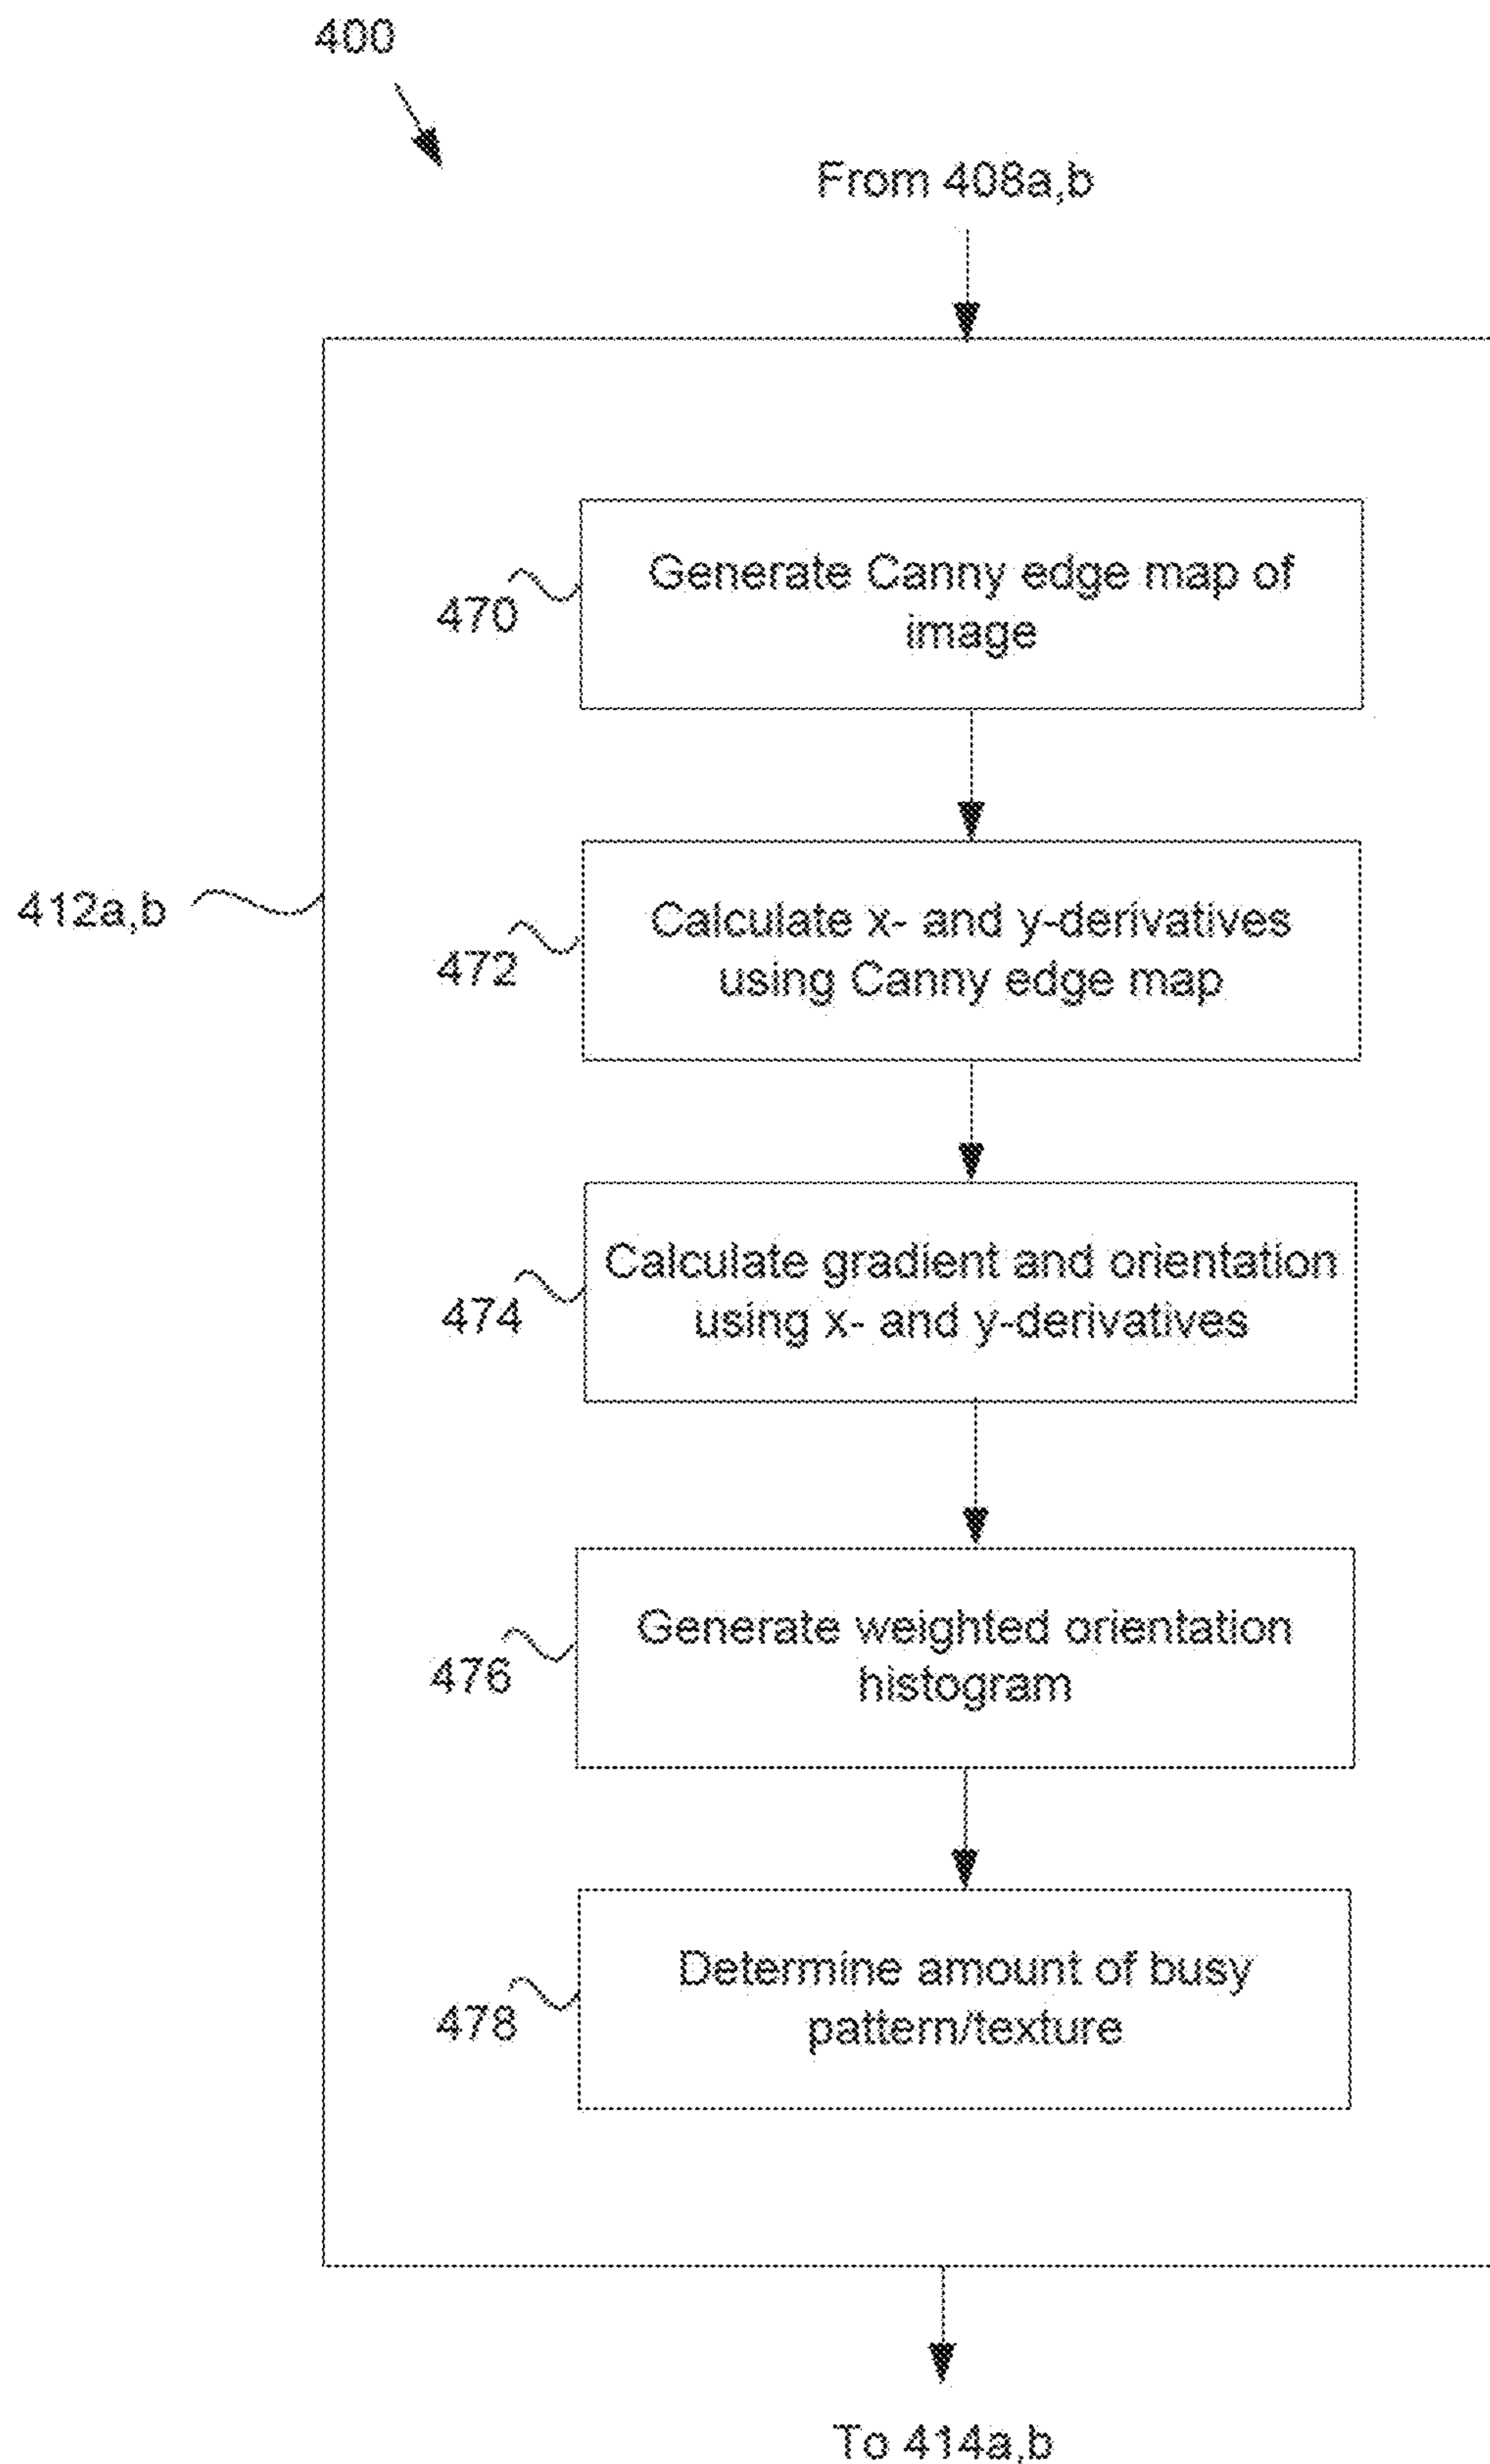 400
From 408a,b
Generate Canny edge map of
image
470
412a,b
Calculate x- and y-derivatives
using Canny edge map
472
Calculate gradient and orientation
using x- and y-derivatives
474
Generate weighted orientation
histogram
476
Determine amount of busy
pattern/texture
478
To 414a,b